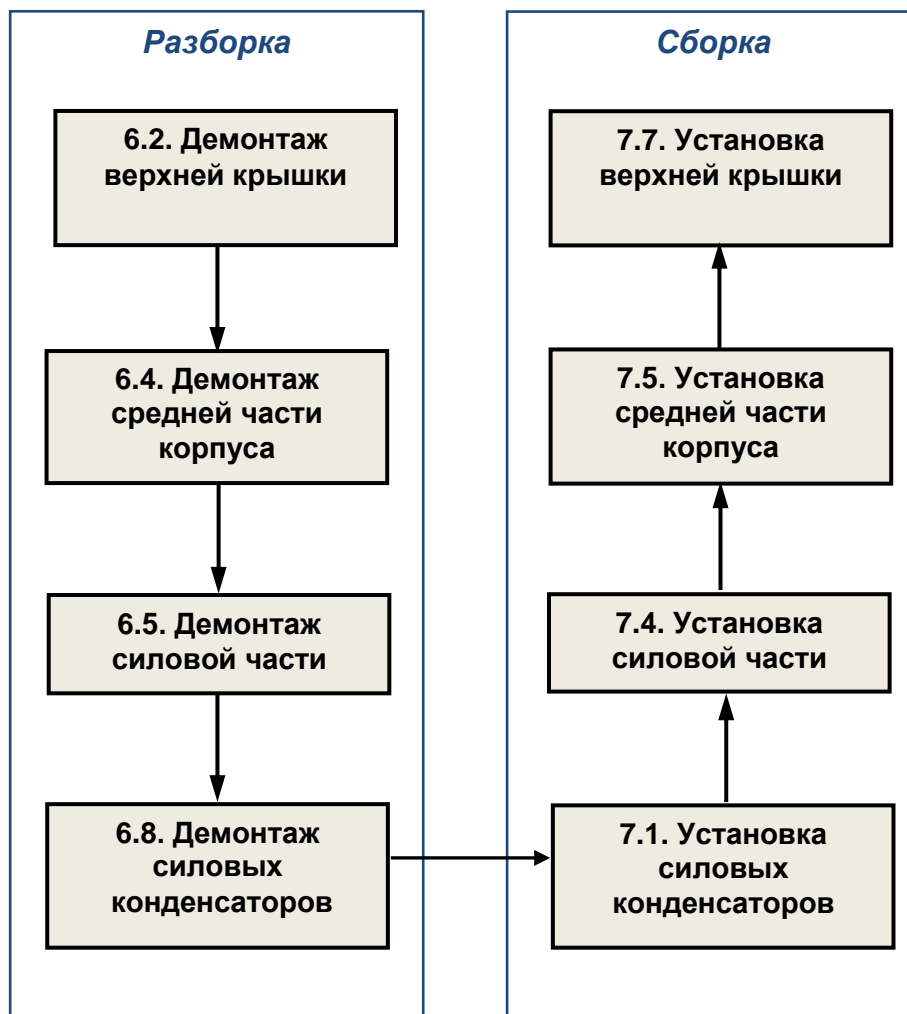 Разборка
6.2. Демонтаж
верхней крышки
6.4. Демонтаж
средней части
корпуса
6.5. Демонтаж
силовой части
6.8. Демонтаж
силовых
конденсаторов
Сборка
7.7. Установка
верхней крышки
7.5. Установка
средней части
корпуса
7.4. Установка
силовой части
7.1. Установка
силовых
конденсаторов